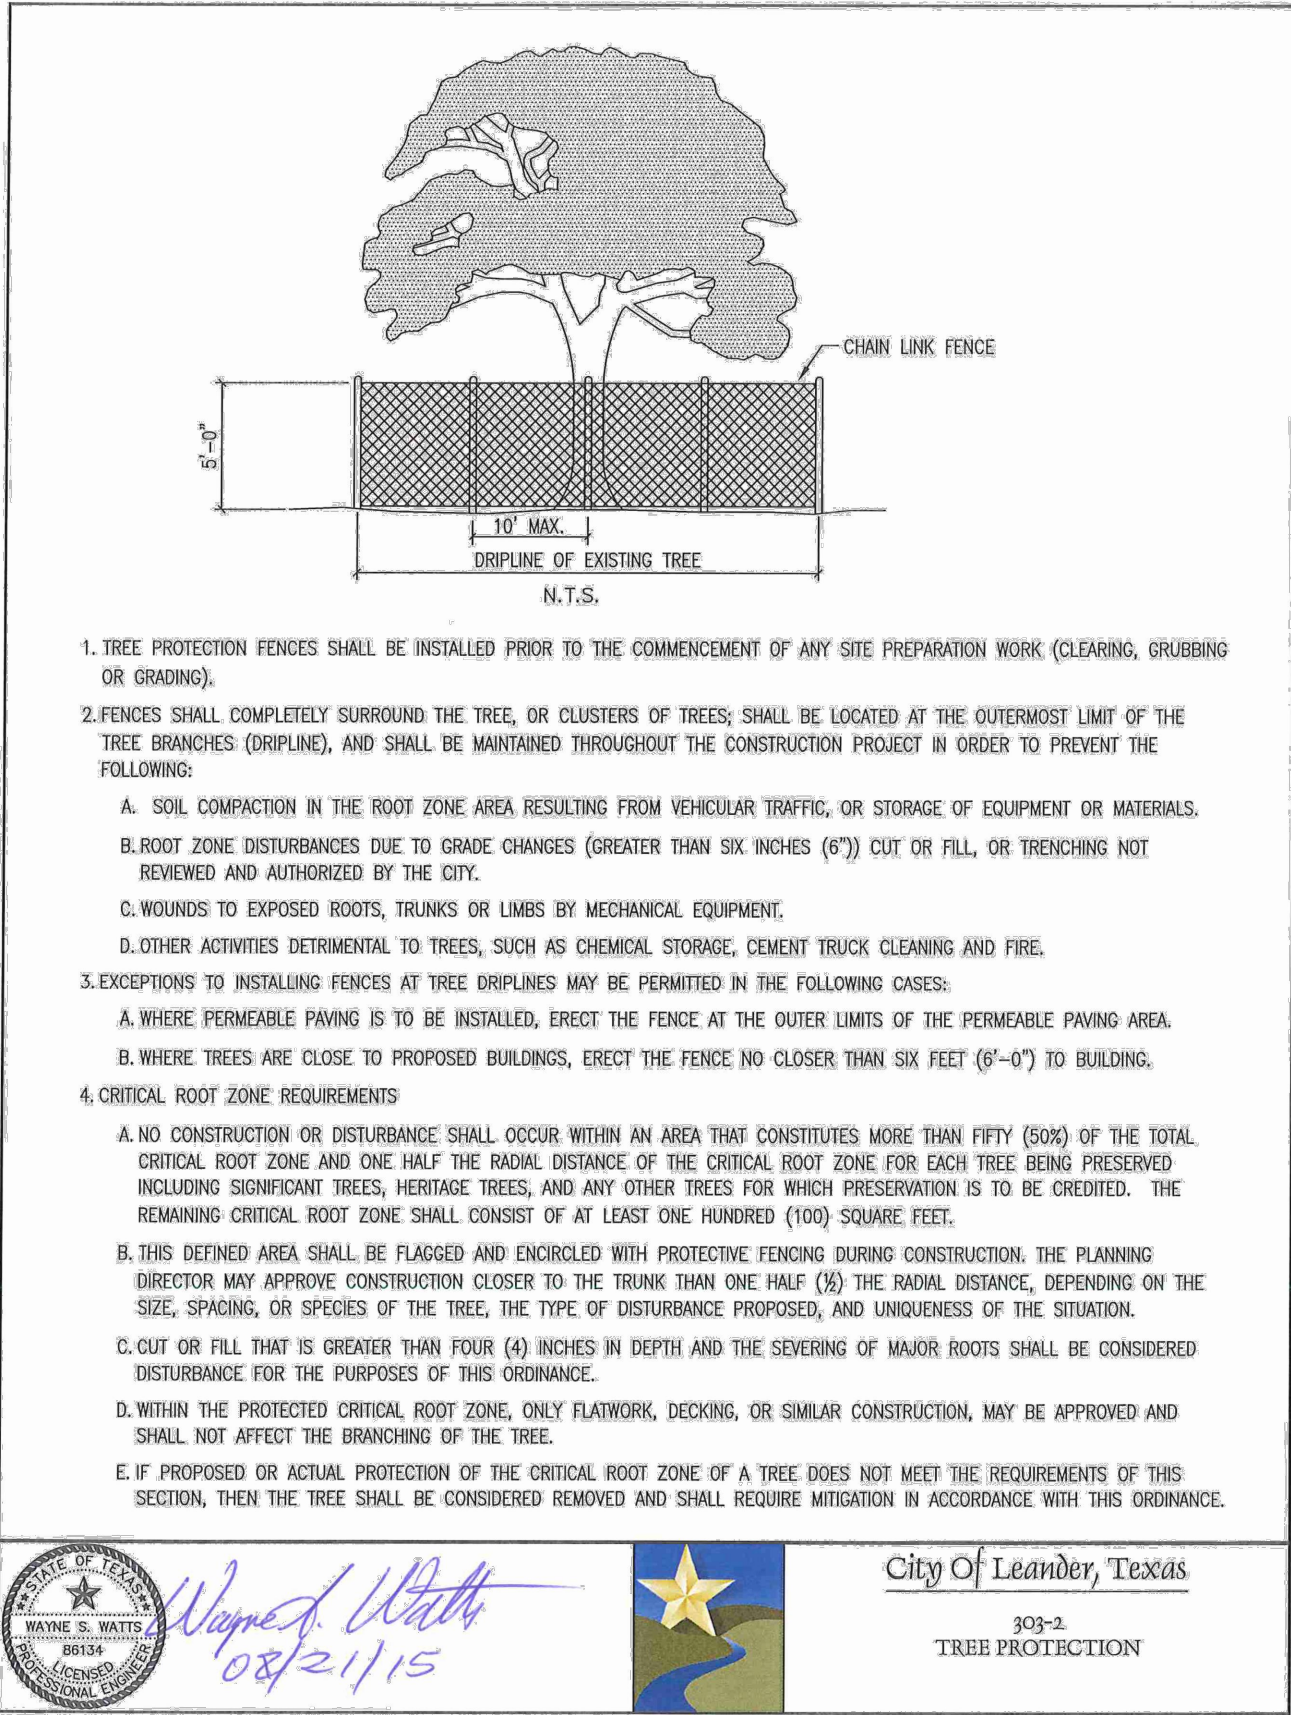 CHAIN LINK FENCE
5'-0"
10' MAX.
DRIPLINE OF EXISTING TREE
N.T.S.
1. TREE PROTECTION FENCES SHALL BE INSTALLED PRIOR TO THE COMMENCEMENT OF ANY SITE PREPARATION WORK (CLEARING, GRUBBING
OR GRADING).
2. FENCES SHALL COMPLETELY SURROUND THE TREE, OR CLUSTERS OF TREES; SHALL BE LOCATED AT THE OUTERMOST LIMIT OF THE
TREE BRANCHES (DRIPLINE), AND SHALL BE MAINTAINED THROUGHOUT THE CONSTRUCTION PROJECT IN ORDER TO PREVENT THE
FOLLOWING:
A. SOIL COMPACTION IN THE ROOT ZONE AREA RESULTING FROM VEHICULAR TRAFFIC, OR STORAGE OF EQUIPMENT OR MATERIALS.
B. ROOT ZONE DISTURBANCES DUE TO GRADE CHANGES (GREATER THAN SIX INCHES (6")) CUT OR FILL, OR TRENCHING NOT
REVIEWED AND AUTHORIZED BY THE CITY.
C. WOUNDS TO EXPOSED ROOTS, TRUNKS OR LIMBS BY MECHANICAL EQUIPMENT.
D. OTHER ACTIVITIES DETRIMENTAL TO TREES, SUCH AS CHEMICAL STORAGE, CEMENT TRUCK CLEANING AND FIRE.
3. EXCEPTIONS TO INSTALLING FENCES AT TREE DRIPLINES MAY BE PERMITTED IN THE FOLLOWING CASES:
A. WHERE PERMEABLE PAVING IS TO BE INSTALLED, ERECT THE FENCE AT THE OUTER LIMITS OF THE PERMEABLE PAVING AREA.
B. WHERE TREES ARE CLOSE TO PROPOSED BUILDINGS, ERECT THE FENCE NO CLOSER THAN SIX FEET (6'-0") TO BUILDING.
4. CRITICAL ROOT ZONE REQUIREMENTS
A. NO CONSTRUCTION OR DISTURBANCE SHALL OCCUR WITHIN AN AREA THAT CONSTITUTES MORE THAN FIFTY (50%) OF THE TOTAL
CRITICAL ROOT ZONE AND ONE HALF THE RADIAL DISTANCE OF THE CRITICAL ROOT ZONE FOR EACH TREE BEING PRESERVED
INCLUDING SIGNIFICANT TREES, HERITAGE TREES, AND ANY OTHER TREES FOR WHICH PRESERVATION IS TO BE CREDITED. THE
REMAINING CRITICAL ROOT ZONE SHALL CONSIST OF AT LEAST ONE HUNDRED (100) SQUARE FEET.
B. THIS DEFINED AREA SHALL BE FLAGGED AND ENCIRCLED WITH PROTECTIVE FENCING DURING CONSTRUCTION. THE PLANNING
DIRECTOR MAY APPROVE CONSTRUCTION CLOSER TO THE TRUNK THAN ONE HALF (½) THE RADIAL DISTANCE, DEPENDING ON THE
SIZE, SPACING, OR SPECIES OF THE TREE, THE TYPE OF DISTURBANCE PROPOSED, AND UNIQUENESS OF THE SITUATION.
C. CUT OR FILL THAT IS GREATER THAN FOUR (4) INCHES IN DEPTH AND THE SEVERING OF MAJOR ROOTS SHALL BE CONSIDERED
DISTURBANCE FOR THE PURPOSES OF THIS ORDINANCE.
D. WITHIN THE PROTECTED CRITICAL ROOT ZONE, ONLY FLATWORK, DECKING, OR SIMILAR CONSTRUCTION, MAY BE APPROVED AND
SHALL NOT AFFECT THE BRANCHING OF THE TREE.
E. IF PROPOSED OR ACTUAL PROTECTION OF THE CRITICAL ROOT ZONE OF A TREE DOES NOT MEET THE REQUIREMENTS OF THIS
SECTION, THEN THE TREE SHALL BE CONSIDERED REMOVED AND SHALL REQUIRE MITIGATION IN ACCORDANCE WITH THIS ORDINANCE.
STATE OF TEXAS
WAYNE S. WATTS
86134
LICENSED
PROFESSIONAL ENGINEER
Wayne S. Watts
08/21/15
City Of Leander, Texas
303-2
TREE PROTECTION